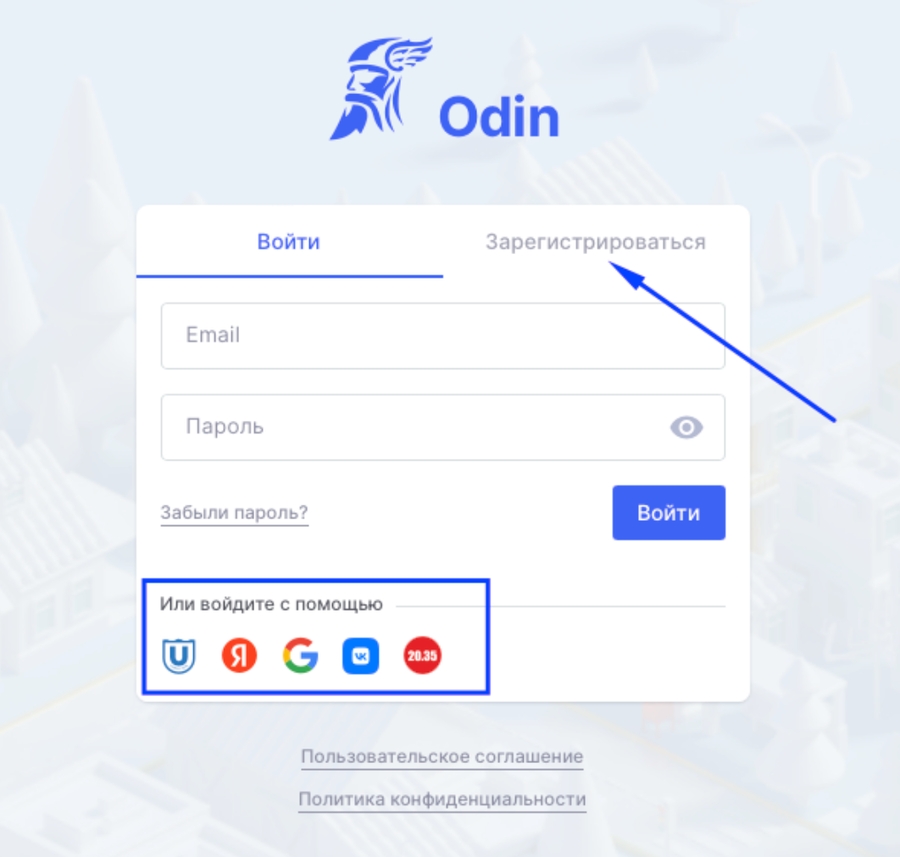 Odin
Войти
Зарегистрироваться
Email
Пароль
Забыли пароль?
Войти
Или войдите с помощью
U
Я
G
VK
20.35
Пользовательское соглашение
Политика конфиденциальности